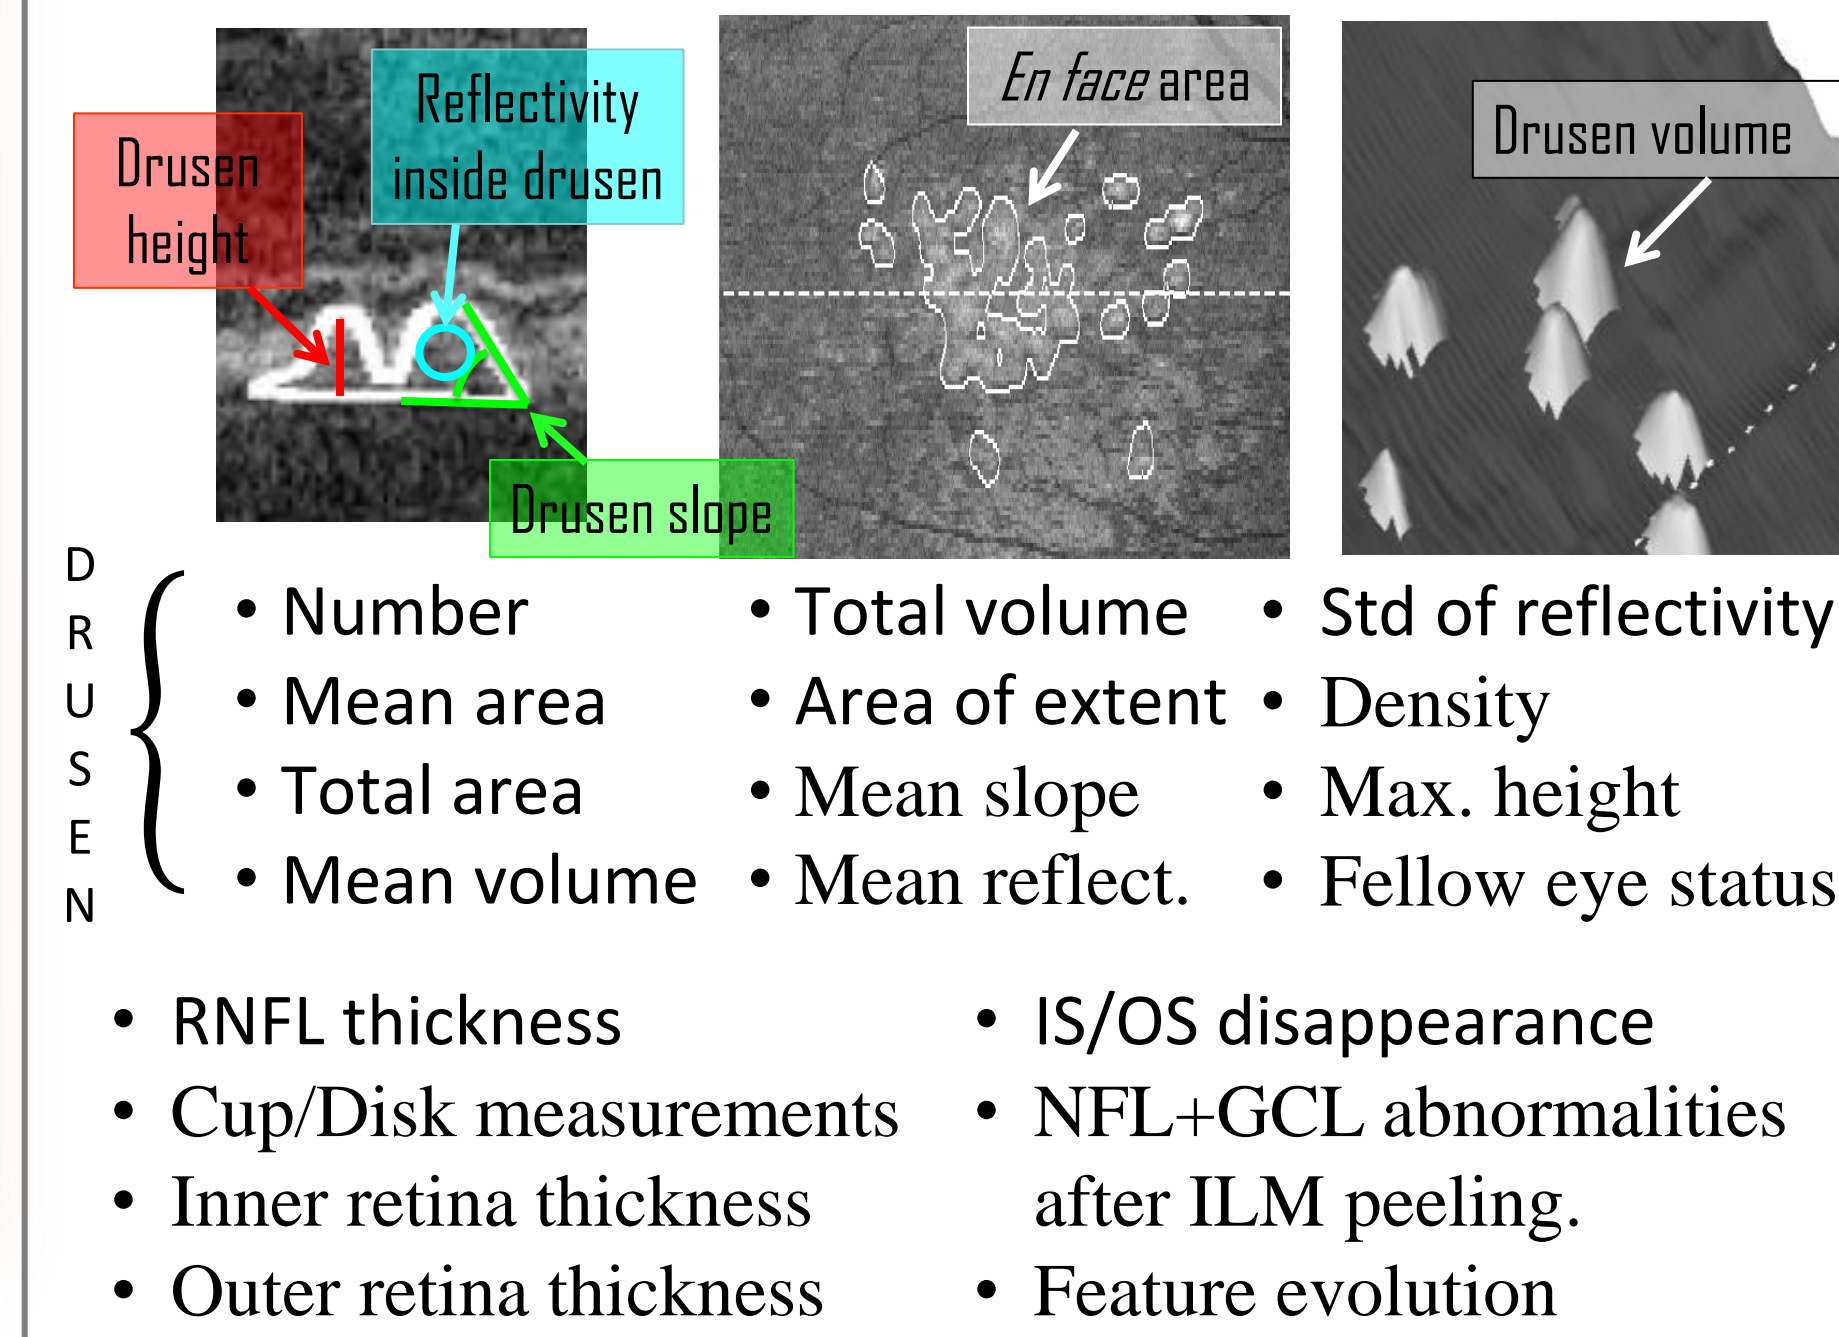 Drusen
height
Reflectivity
inside drusen
Drusen slope
En face area
Drusen volume
D
R
U
S
E
N
• Number
• Mean area
• Total area
• Mean volume
• Total volume
• Area of extent
• Mean slope
• Mean reflect.
• Std of reflectivity
• Density
• Max. height
• Fellow eye status
• RNFL thickness
• Cup/Disk measurements
• Inner retina thickness
• Outer retina thickness
• IS/OS disappearance
• NFL+GCL abnormalities
after ILM peeling.
• Feature evolution